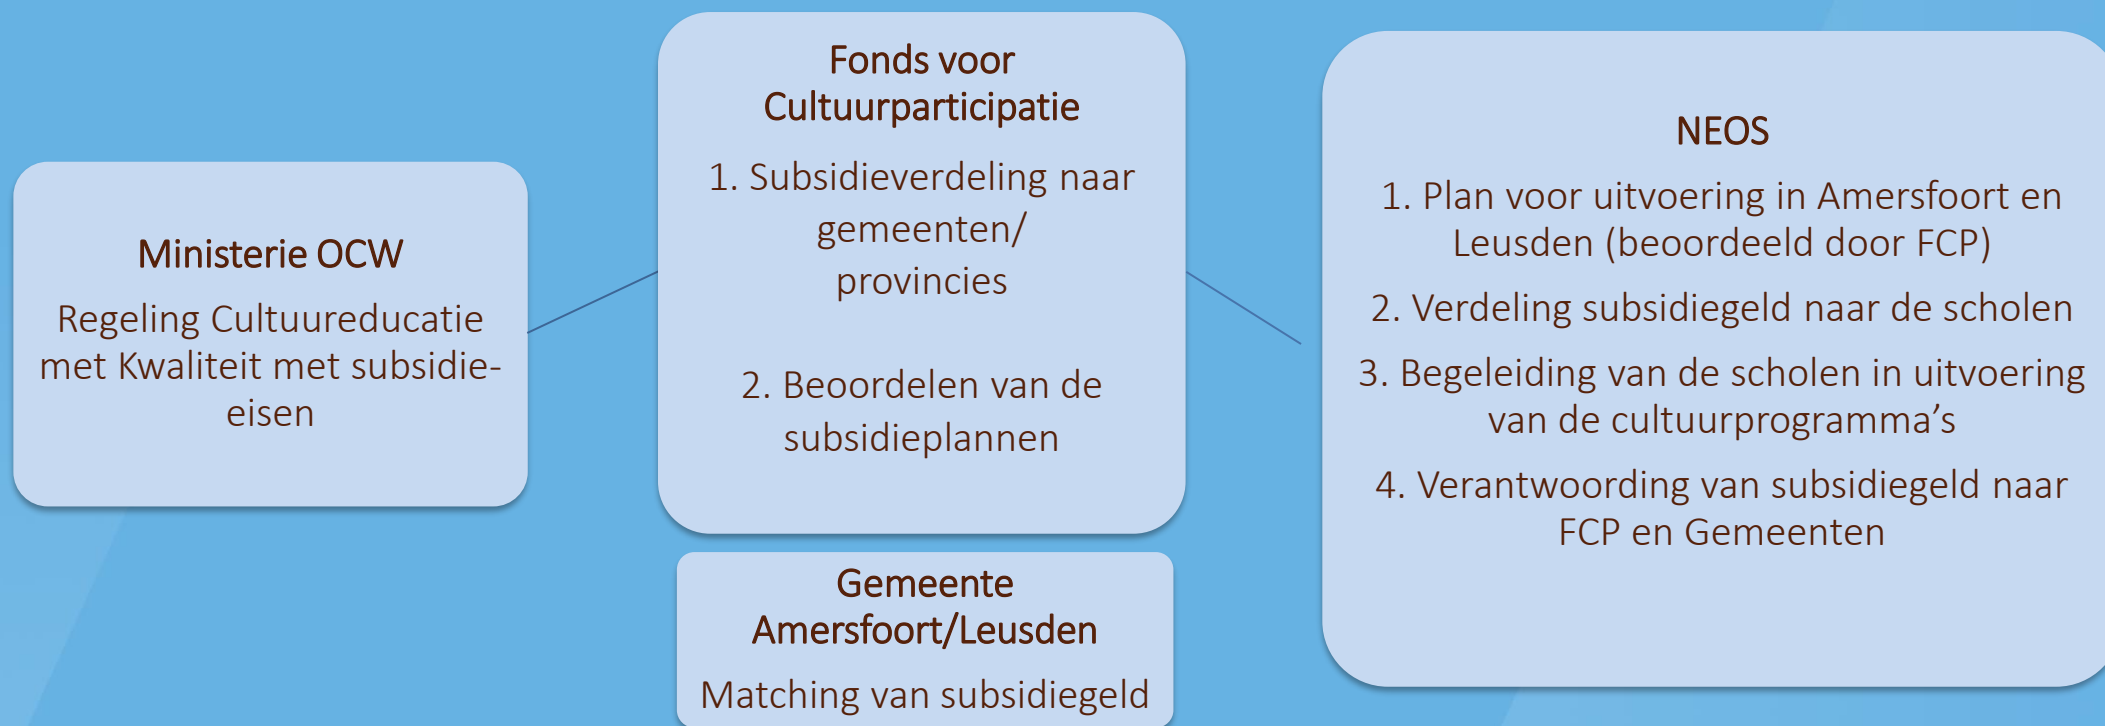 Ministerie OCW
Regeling Cultuureducatie
met Kwaliteit met subsidie-
eisen
Fonds voor
Cultuurparticipatie
1. Subsidieverdeling naar
gemeenten/
provincies
2. Beoordelen van de
subsidieplannen
Gemeente
Amersfoort/Leusden
Matching van subsidiegeld
NEOS
1. Plan voor uitvoering in Amersfoort en
Leusden (beoordeeld door FCP)
2. Verdeling subsidiegeld naar de scholen
3. Begeleiding van de scholen in uitvoering
van de cultuurprogramma’s
4. Verantwoording van subsidiegeld naar
FCP en Gemeenten